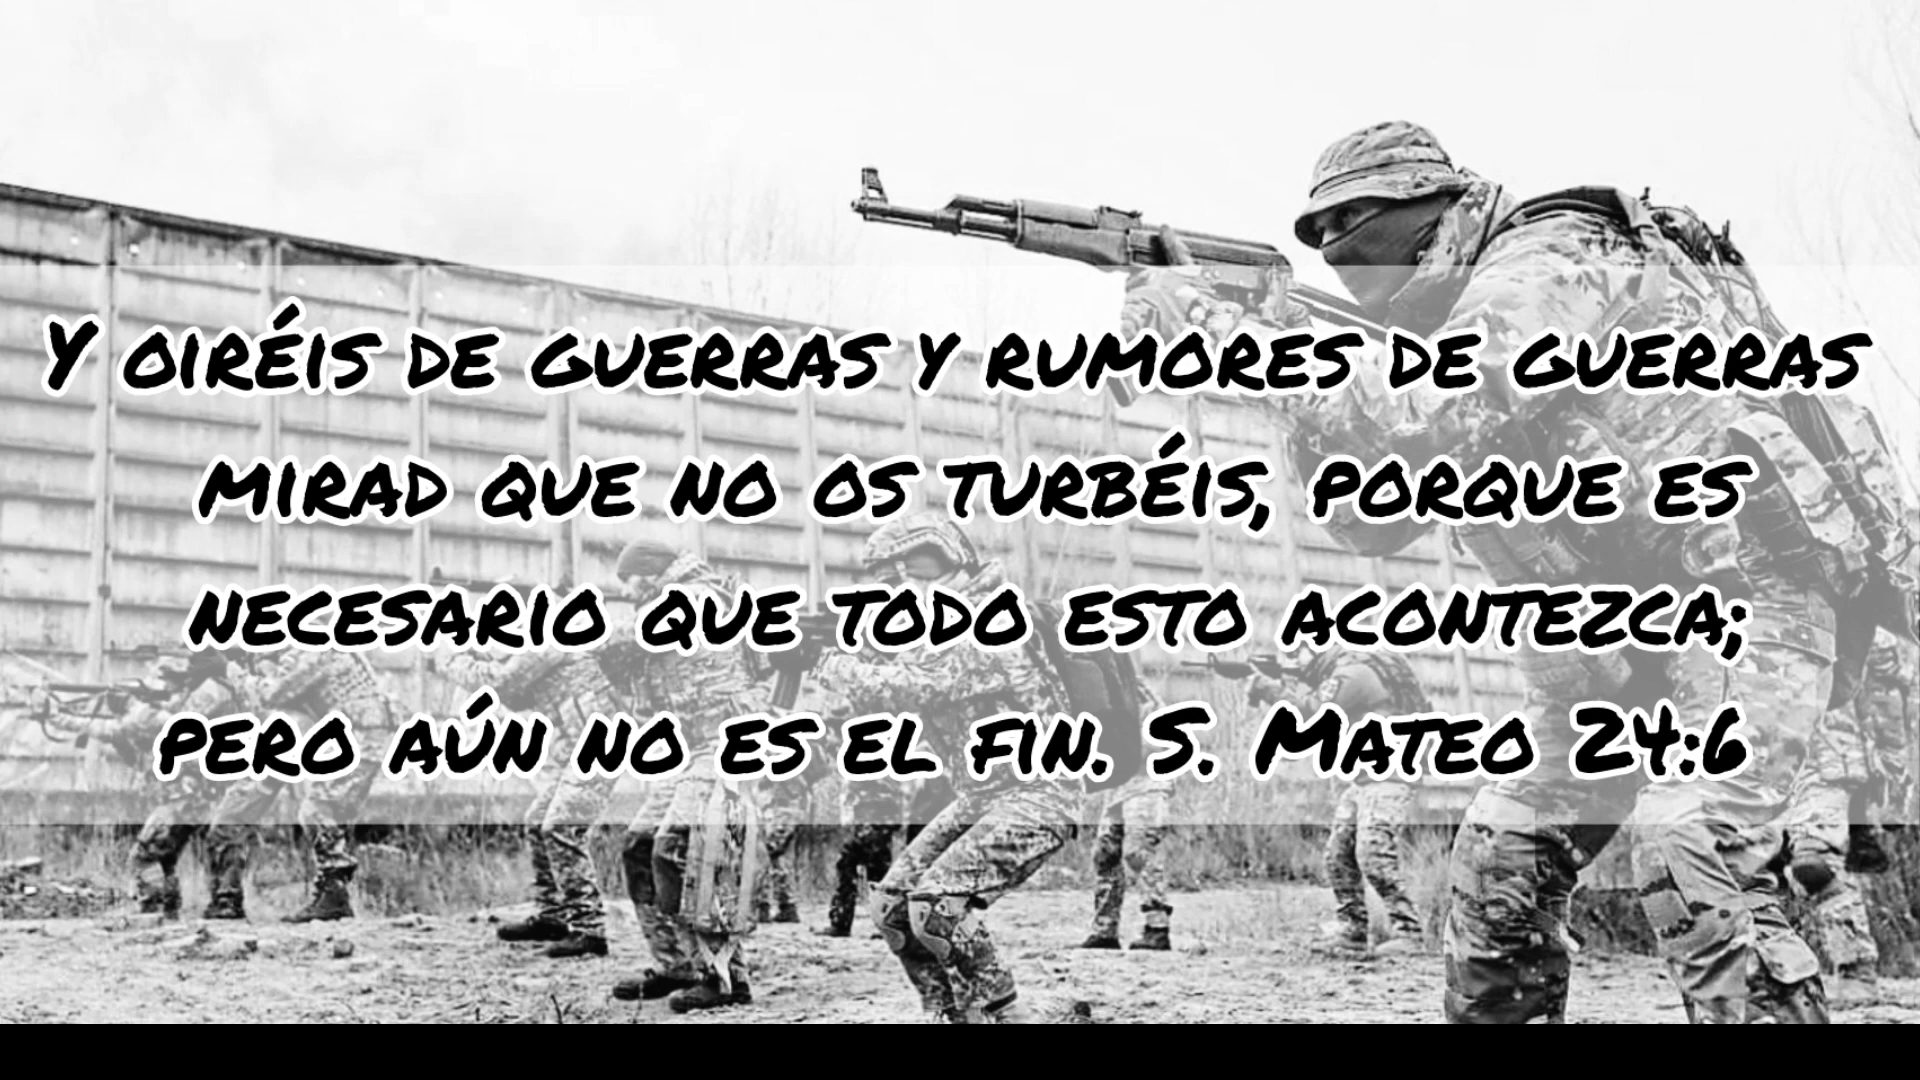 Y oiréis de guerras y rumores de guerras
mirad que no os turbéis, porque es
necesario que todo esto acontezca;
pero aún no es el fin. S. Mateo 24:6